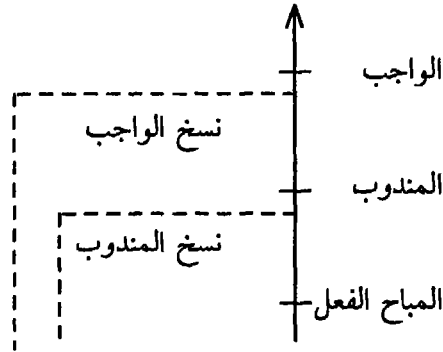 الواجب
نسخ الواجب
المندوب
نسخ المندوب
المباح الفعل